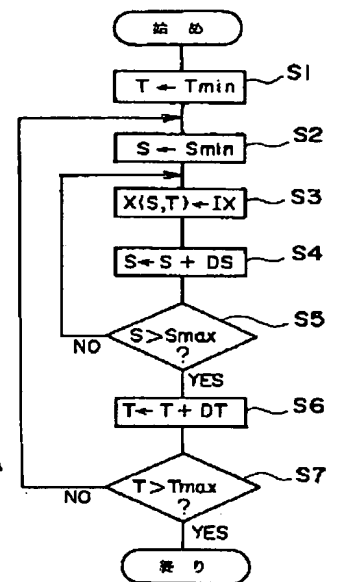 始め
T ← Tmin S1
S ← Smin S2
X(S,T) ← IX S3
S ← S + DS S4
S > Smax S5
?
NO
YES
T ← T + DT S6
T > Tmax S7
?
NO
YES
終り